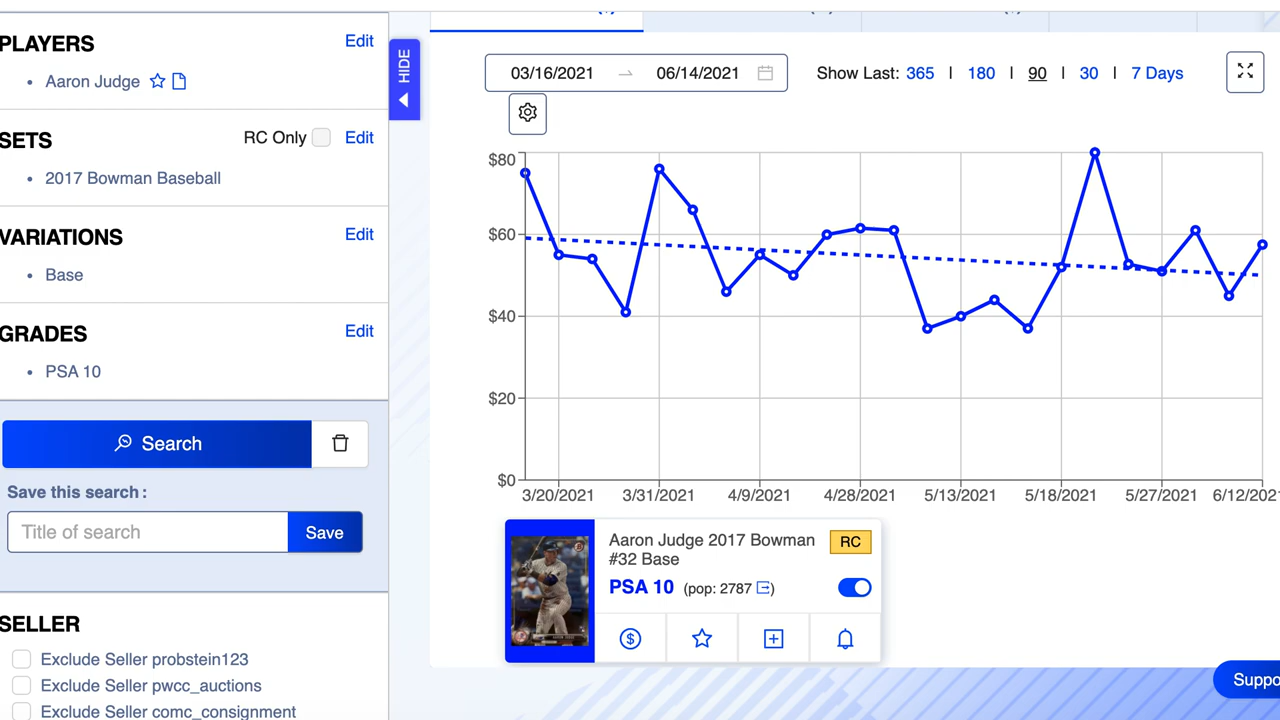 PLAYERS
Edit
Aaron Judge
SETS
RC Only
Edit
2017 Bowman Baseball
VARIATIONS
Edit
Base
GRADES
Edit
PSA 10
Search
Save this search :
Title of search
Save
SELLER
Exclude Seller probstein123
Exclude Seller pwcc_auctions
Exclude Seller comc_consignment
HIDE
03/16/2021 → 06/14/2021
Show Last: 365 | 180 | 90 | 30 | 7 Days
$80
$60
$40
$20
$0
3/20/2021 3/31/2021 4/9/2021 4/28/2021 5/13/2021 5/18/2021 5/27/2021 6/12/2021
Aaron Judge 2017 Bowman
#32 Base
RC
PSA 10 (pop: 2787)
Suppo